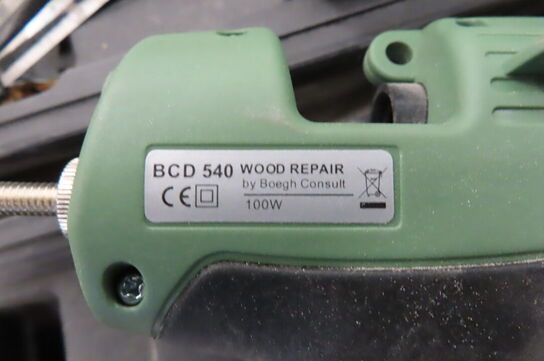 BCD 540 WOOD REPAIR
by Boegh Consult
CE 100W